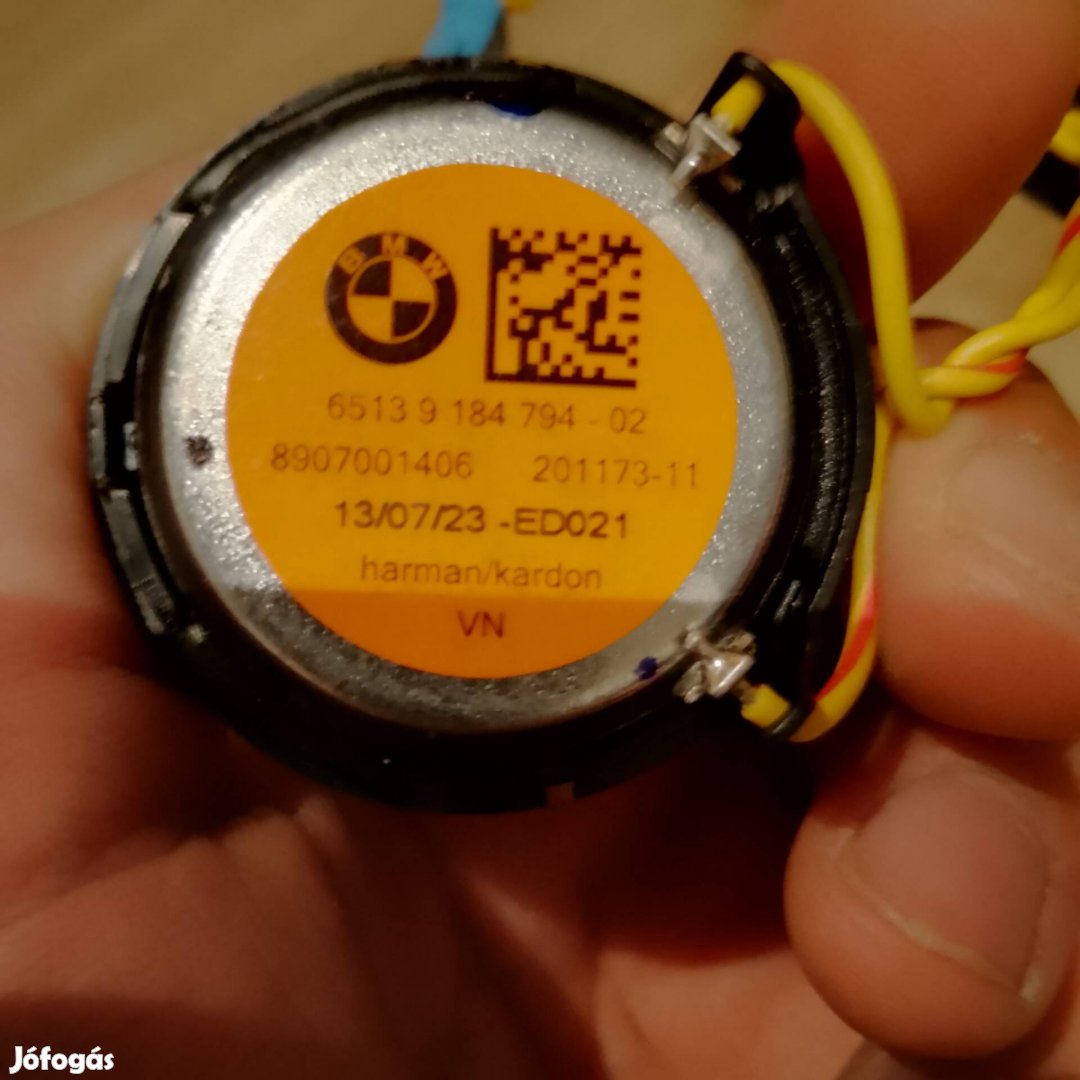 BMW
6513 9 184 794 - 02
8907001406 201173-11
13/07/23 -ED021
harman/kardon
VN
Jófogás